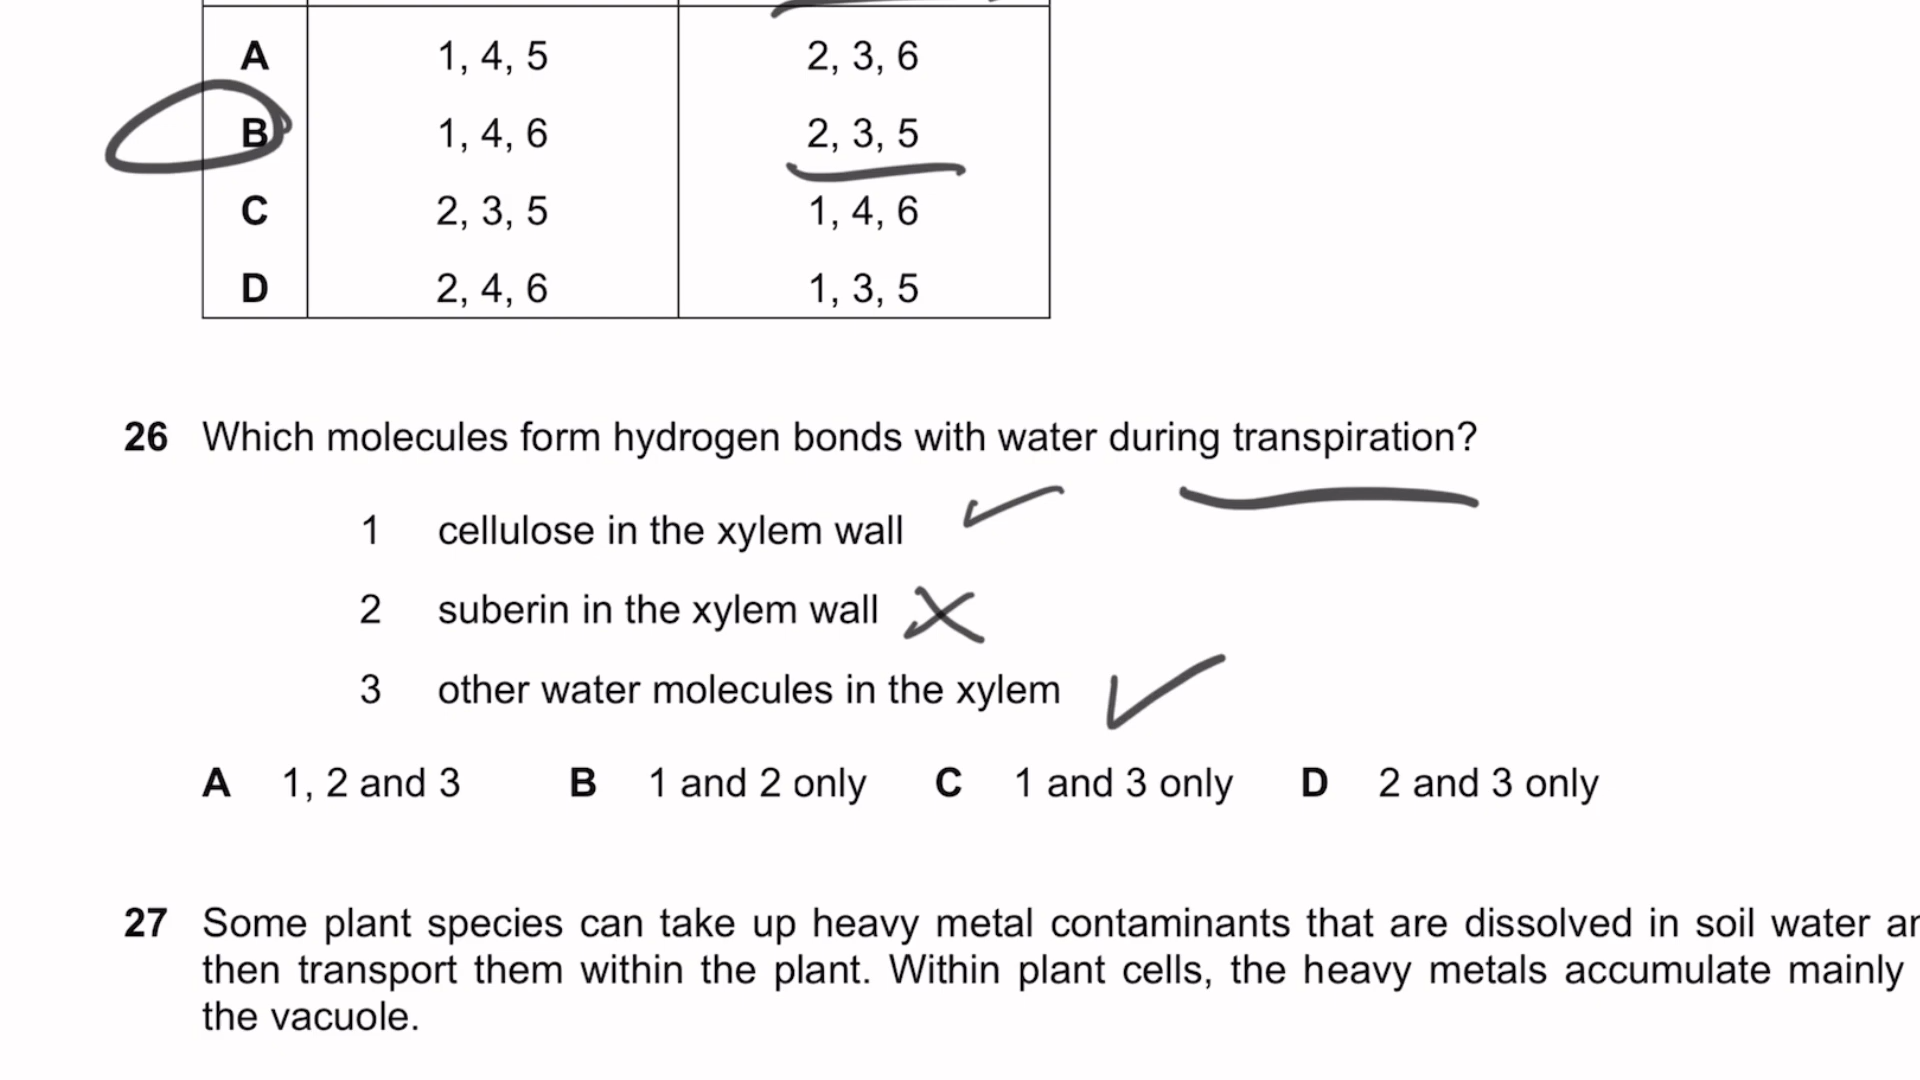 A 1, 4, 5 2, 3, 6
B 1, 4, 6 2, 3, 5
C 2, 3, 5 1, 4, 6
D 2, 4, 6 1, 3, 5
26 Which molecules form hydrogen bonds with water during transpiration?
1 cellulose in the xylem wall
2 suberin in the xylem wall
3 other water molecules in the xylem
A 1, 2 and 3 B 1 and 2 only C 1 and 3 only D 2 and 3 only
27 Some plant species can take up heavy metal contaminants that are dissolved in soil water
then transport them within the plant. Within plant cells, the heavy metals accumulate mainly
the vacuole.